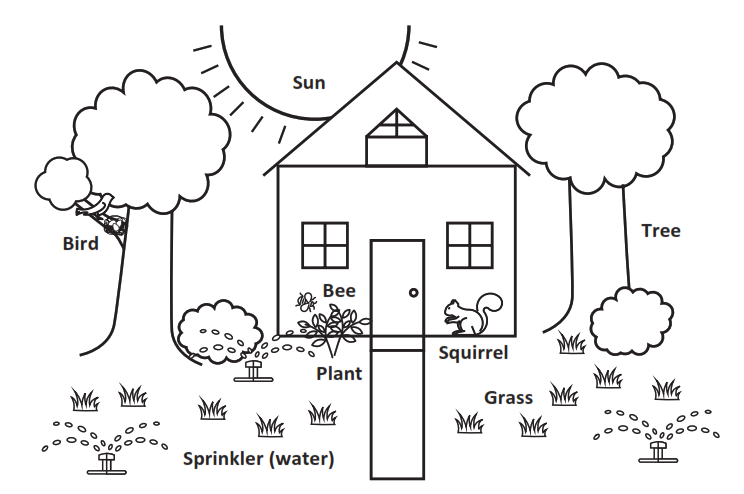 Sun
Tree
Bird
Bee
Squirrel
Plant
Grass
Sprinkler (water)